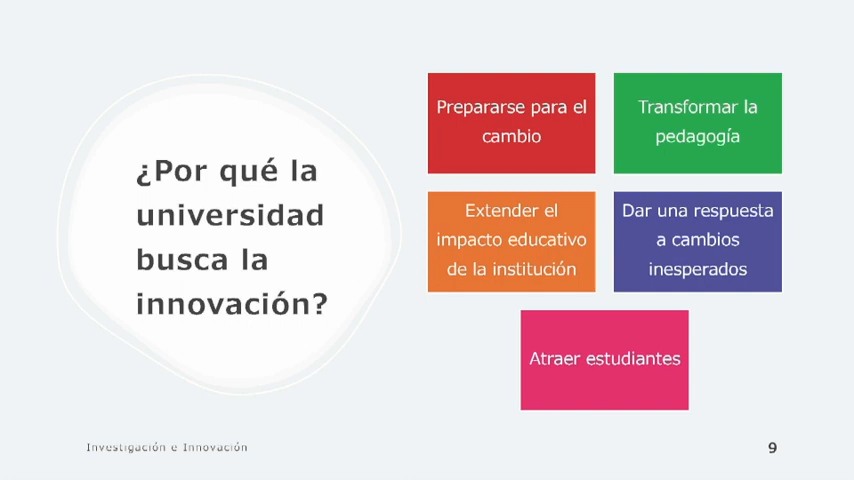 ¿Por qué la
universidad
busca la
innovación?
Prepararse para el
cambio
Transformar la
pedagogía
Extender el
impacto educativo
de la institución
Dar una respuesta
a cambios
inesperados
Atraer estudiantes
Investigación e Innovación
9